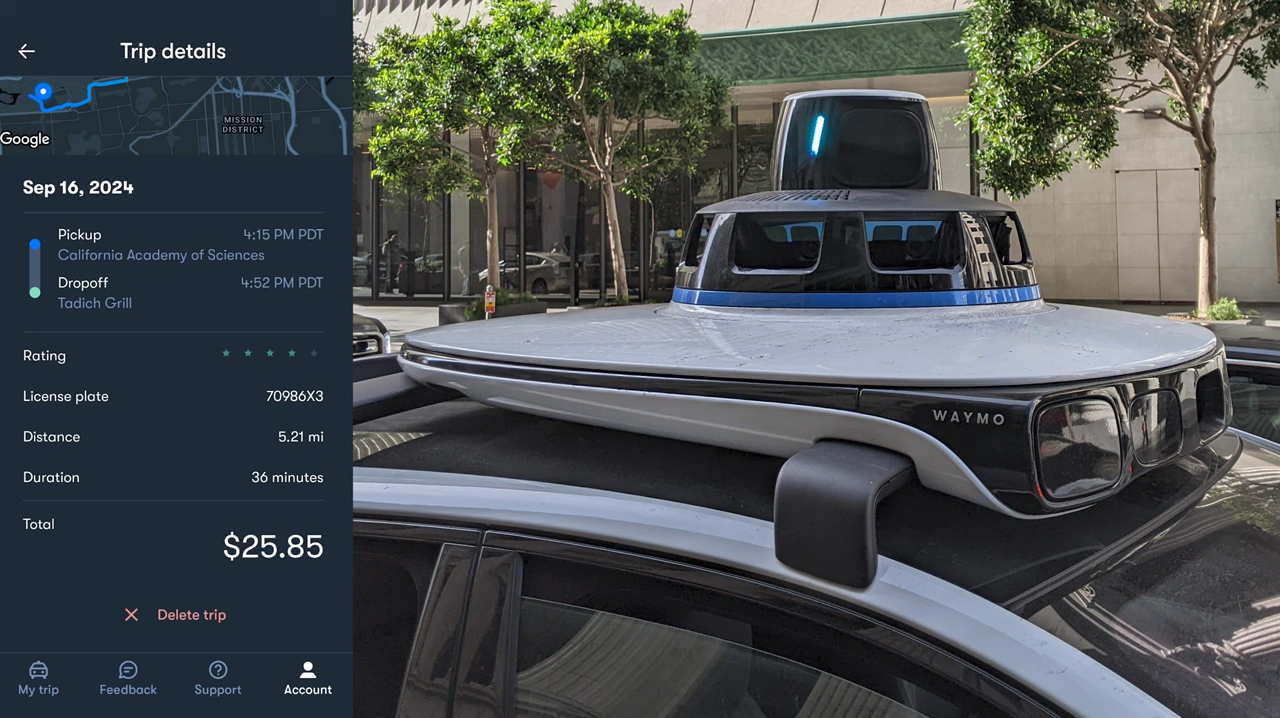 Trip details
MISSION
DISTRICT
Google
Sep 16, 2024
Pickup 4:15 PM PDT
California Academy of Sciences
Dropoff 4:52 PM PDT
Tadich Grill
Rating
License plate 70986X3
Distance 5.21 mi
Duration 36 minutes
Total
$25.85
Delete trip
My trip Feedback Support Account
WAYMO